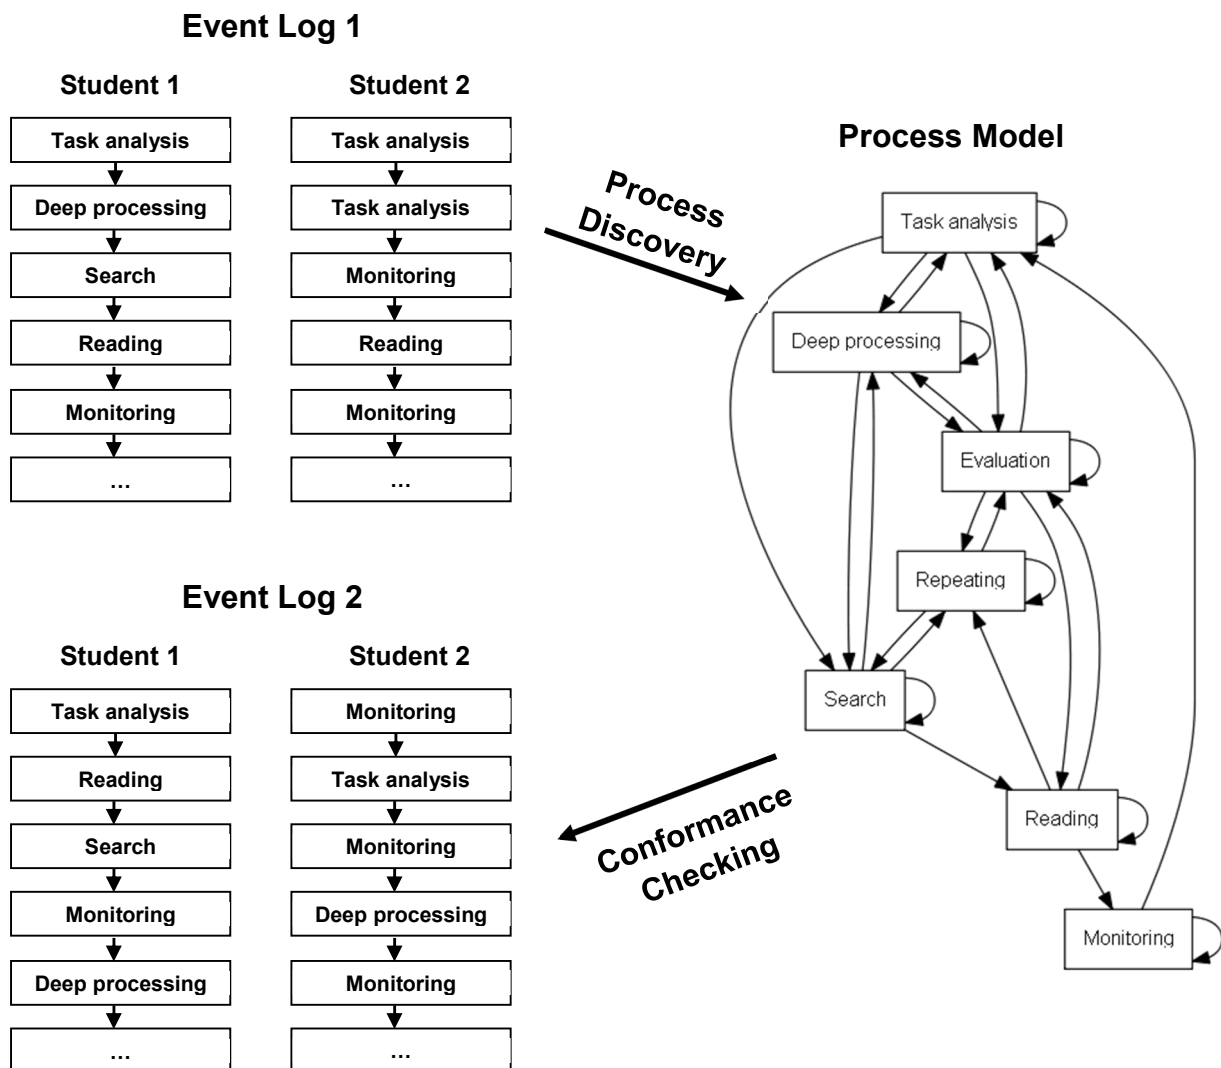 Event Log 1
Student 1
Task analysis
Deep processing
Search
Reading
Monitoring
...
Student 2
Task analysis
Task analysis
Monitoring
Reading
Monitoring
...
Process
Discovery
Process Model
Task analysis
Deep processing
Evaluation
Repeating
Search
Reading
Monitoring
Conformance
Checking
Event Log 2
Student 1
Task analysis
Reading
Search
Monitoring
Deep processing
...
Student 2
Monitoring
Task analysis
Monitoring
Deep processing
Monitoring
...